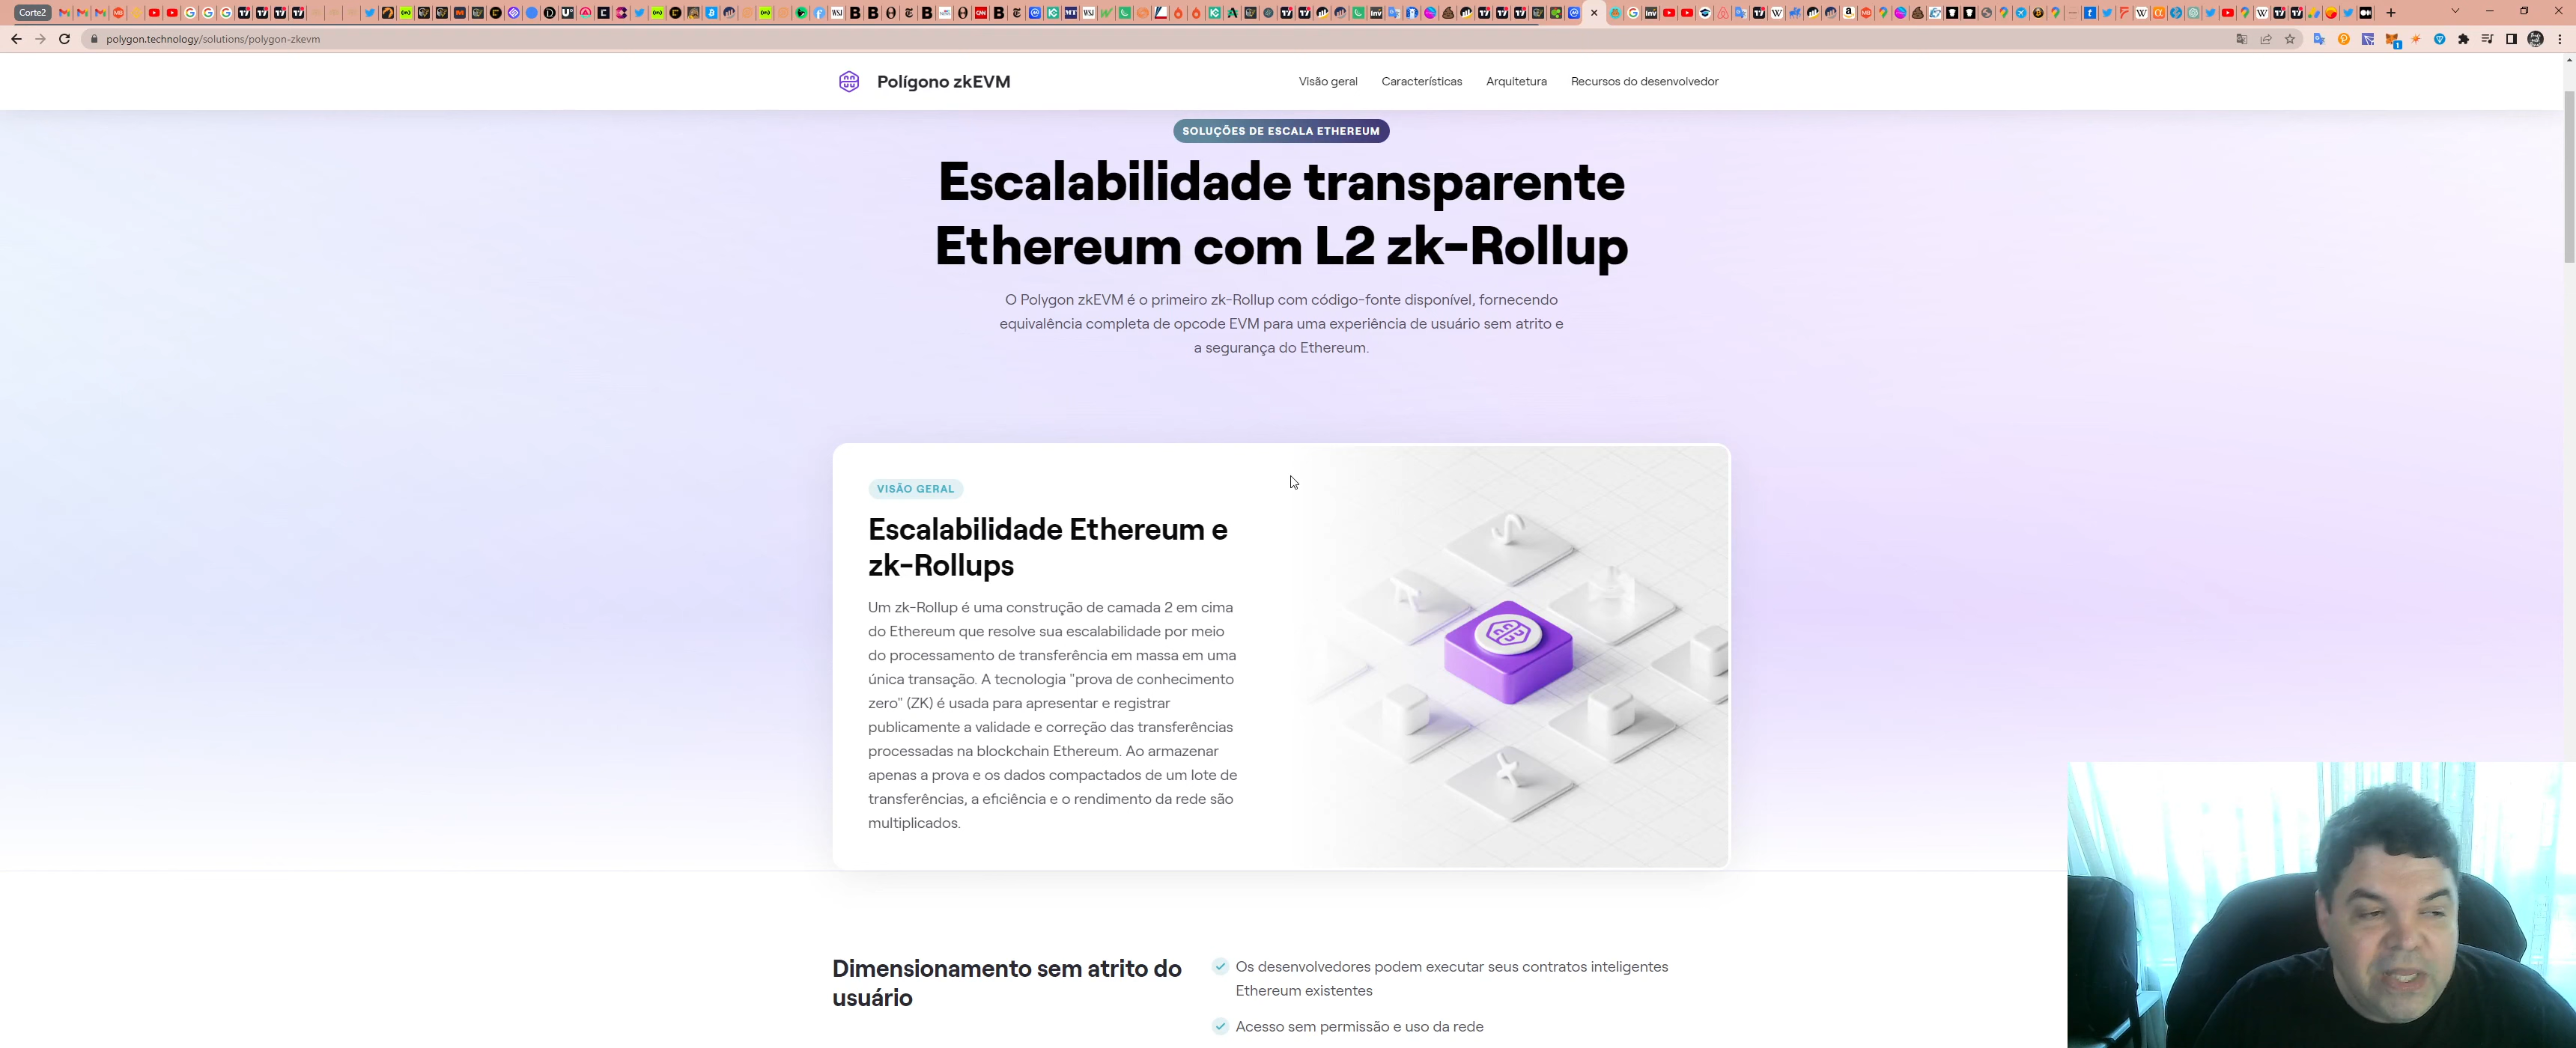 Corte2
polygon.technology/solutions/polygon-zkevm
Polígono zkEVM
Visão geral
Características
Arquitetura
Recursos do desenvolvedor
SOLUÇÕES DE ESCALA ETHEREUM
Escalabilidade transparente
Ethereum com L2 zk-Rollup
O Polygon zkEVM é o primeiro zk-Rollup com código-fonte disponível, fornecendo
equivalência completa de opcode EVM para uma experiência de usuário sem atrito e
a segurança do Ethereum.
VISÃO GERAL
Escalabilidade Ethereum e
zk-Rollups
Um zk-Rollup é uma construção de camada 2 em cima
do Ethereum que resolve sua escalabilidade por meio
do processamento de transferência em massa em uma
única transação. A tecnologia "prova de conhecimento
zero" (ZK) é usada para apresentar e registrar
publicamente a validade e correção das transferências
processadas na blockchain Ethereum. Ao armazenar
apenas a prova e os dados compactados de um lote de
transferências, a eficiência e o rendimento da rede são
multiplicados.
Dimensionamento sem atrito do
usuário
Os desenvolvedores podem executar seus contratos inteligentes
Ethereum existentes
Acesso sem permissão e uso da rede